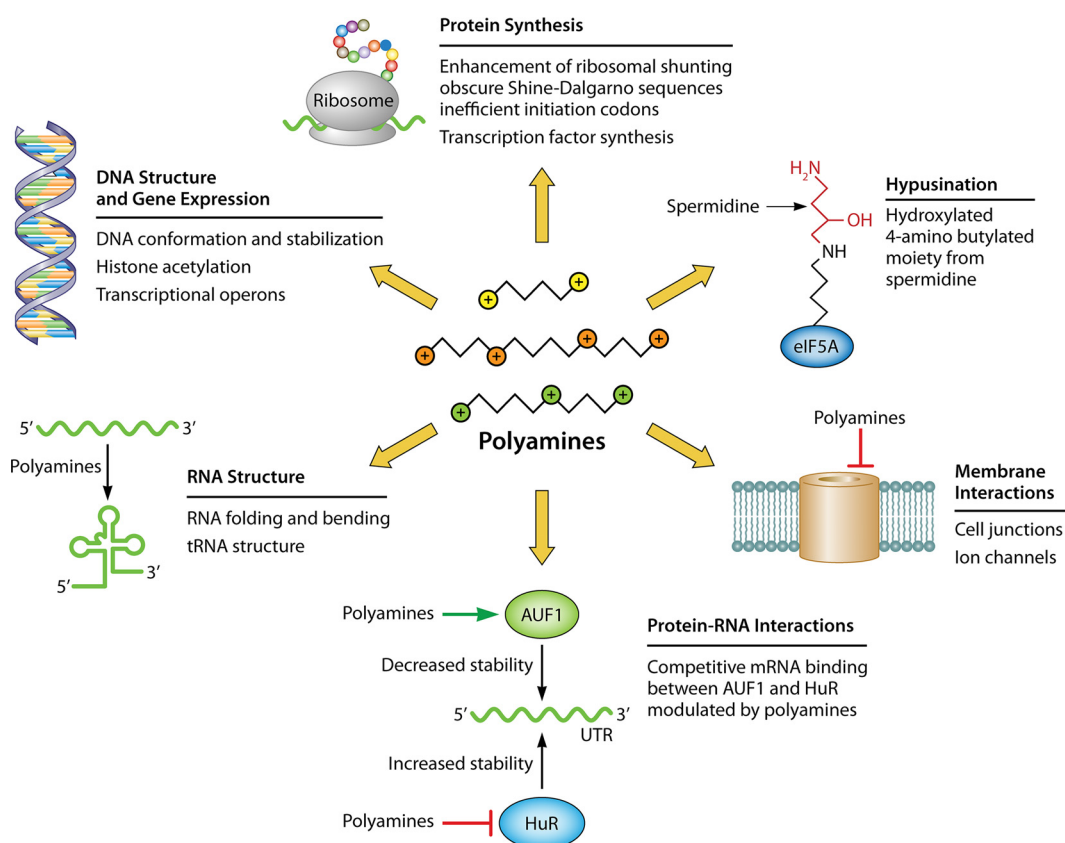 Protein Synthesis
Enhancement of ribosomal shunting
obscure Shine-Dalgarno sequences
inefficient initiation codons
Transcription factor synthesis
Ribosome
DNA Structure
and Gene Expression
DNA conformation and stabilization
Histone acetylation
Transcriptional operons
H₂N
Spermidine
OH
NH
eIF5A
Hypusination
Hydroxylated
4-amino butylated
moiety from
spermidine
+ +
+ + + +
+ + +
Polyamines
5′ 3′
Polyamines
5′ 3′
RNA Structure
RNA folding and bending
tRNA structure
Polyamines
Membrane
Interactions
Cell junctions
Ion channels
Polyamines AUF1
Decreased stability
5′ 3′
UTR
Increased stability
Polyamines HuR
Protein-RNA Interactions
Competitive mRNA binding
between AUF1 and HuR
modulated by polyamines